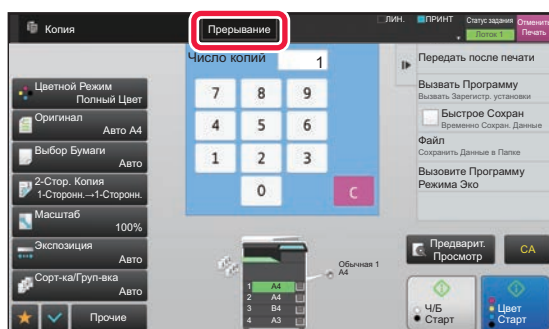 Копия
Прерывание
ЛИН.
ПРИНТ
Статус задания
Лоток 1
Отменить
Печать
Число копий
1
Цветной Режим
Полный Цвет
Оригинал
Авто A4
Выбор Бумаги
Авто
2-Стор. Копия
1-Сторонн.→1-Сторонн.
Масштаб
100%
Экспозиция
Авто
Сорт-ка/Груп-вка
Авто
Прочие
7 8 9
4 5 6
1 2 3
0 C
Обычная 1
A4
1 A4
2 A4
3 B4
4 A3
Передать после печати
Вызвать Программу
Вызвать Зарегистр. установки
Быстрое Сохран
Временно Сохран. Данные
Файл
Сохранить Данные в Папке
Вызовите Программу
Режима Эко
Предварит.
Просмотр
CA
Ч/Б
Старт
Цвет
Старт